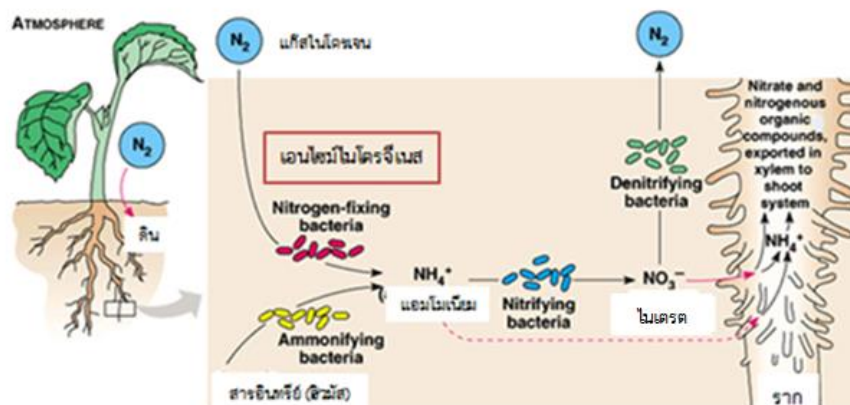 ATMOSPHERE
N₂
ดิน
N₂
แก๊สไนโตรเจน
เอนไซม์ไนโตรจีเนส
Nitrogen-fixing
bacteria
Ammonifying
bacteria
สารอินทรีย์ (ฮิวมัส)
NH₄⁺
แอมโมเนียม
Nitrifying
bacteria
N₂
Denitrifying
bacteria
NO₃⁻
ไนเตรต
Nitrate and
nitrogenous
organic
compounds,
exported in
xylem to
shoot
system
NH₄⁺
ราก